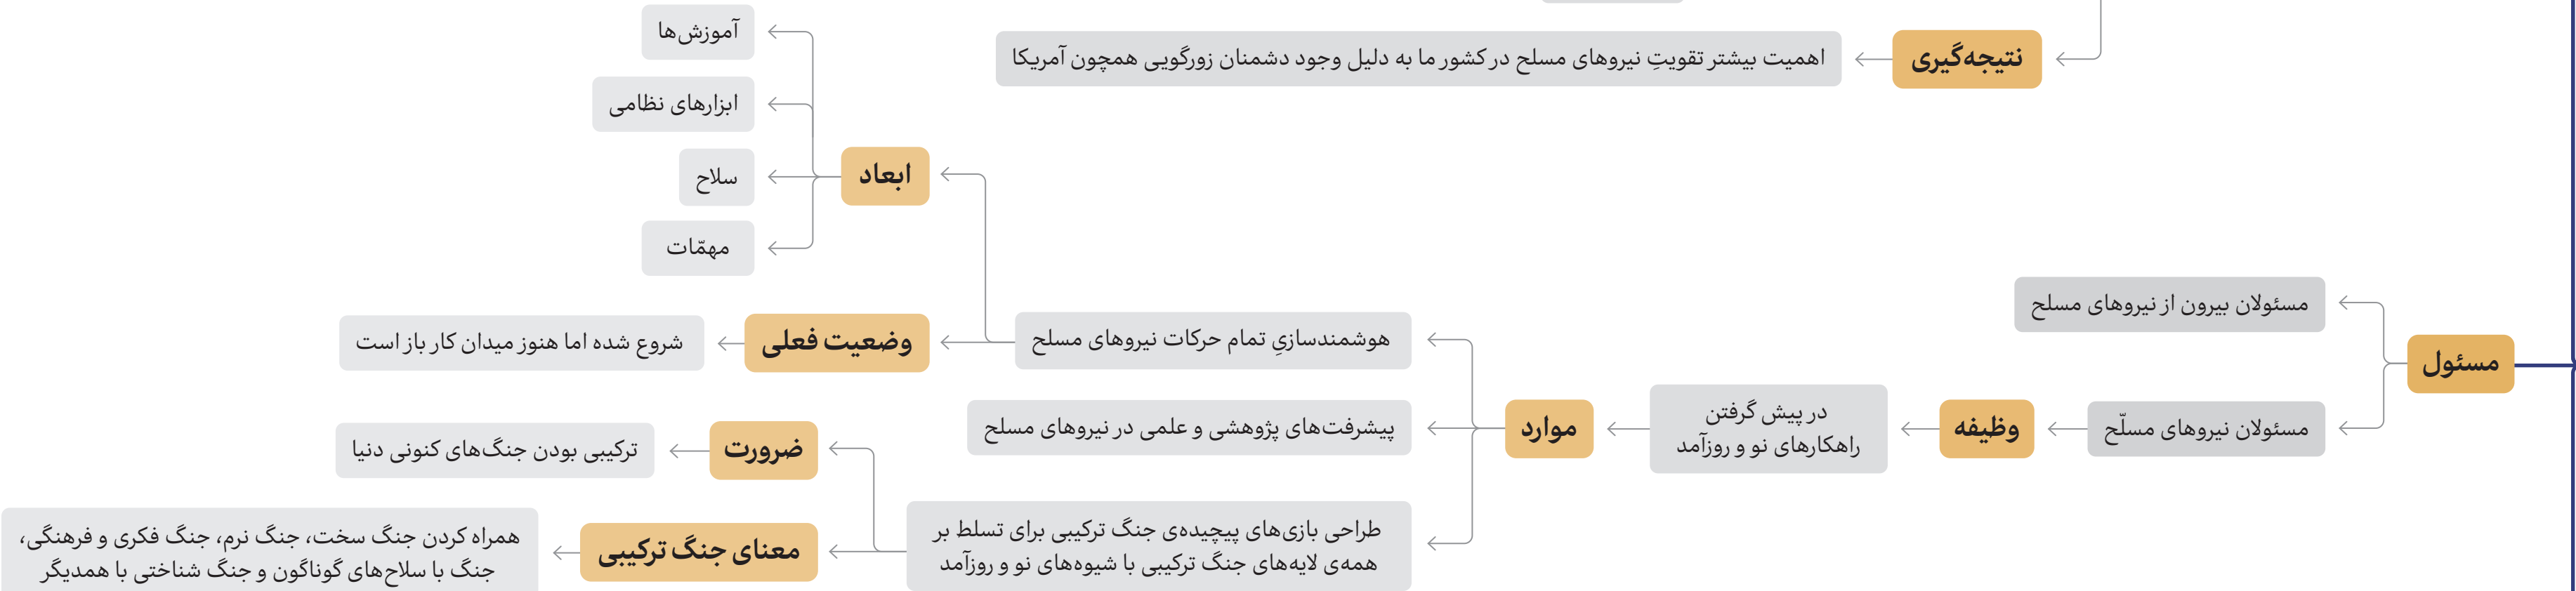 نتیجه‌گیری
اهمیت بیشتر تقویتِ نیروهای مسلح در کشور ما به دلیل وجود دشمنان زورگویی همچون آمریکا
مسئول
مسئولان بیرون از نیروهای مسلح
مسئولان نیروهای مسلّح
وظیفه
در پیش گرفتن
راهکارهای نو و روزآمد
موارد
هوشمندسازیِ تمام حرکات نیروهای مسلح
ابعاد
آموزش‌ها
ابزارهای نظامی
سلاح
مهمّات
وضعیت فعلی
شروع شده اما هنوز میدان کار باز است
پیشرفت‌های پژوهشی و علمی در نیروهای مسلح
طراحی بازی‌های پیچیده‌ی جنگ ترکیبی برای تسلط بر
همه‌ی لایه‌های جنگ ترکیبی با شیوه‌های نو و روزآمد
ضرورت
ترکیبی بودن جنگ‌های کنونی دنیا
معنای جنگ ترکیبی
همراه کردن جنگ سخت، جنگ نرم، جنگ فکری و فرهنگی،
جنگ با سلاح‌های گوناگون و جنگ شناختی با همدیگر